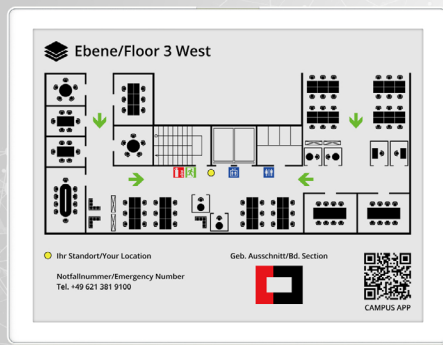 Ebene/Floor 3 West
Ihr Standort/Your Location
Geb. Ausschnitt/Bd. Section
Notfallnummer/Emergency Number
Tel. +49 621 381 9100
CAMPUS APP